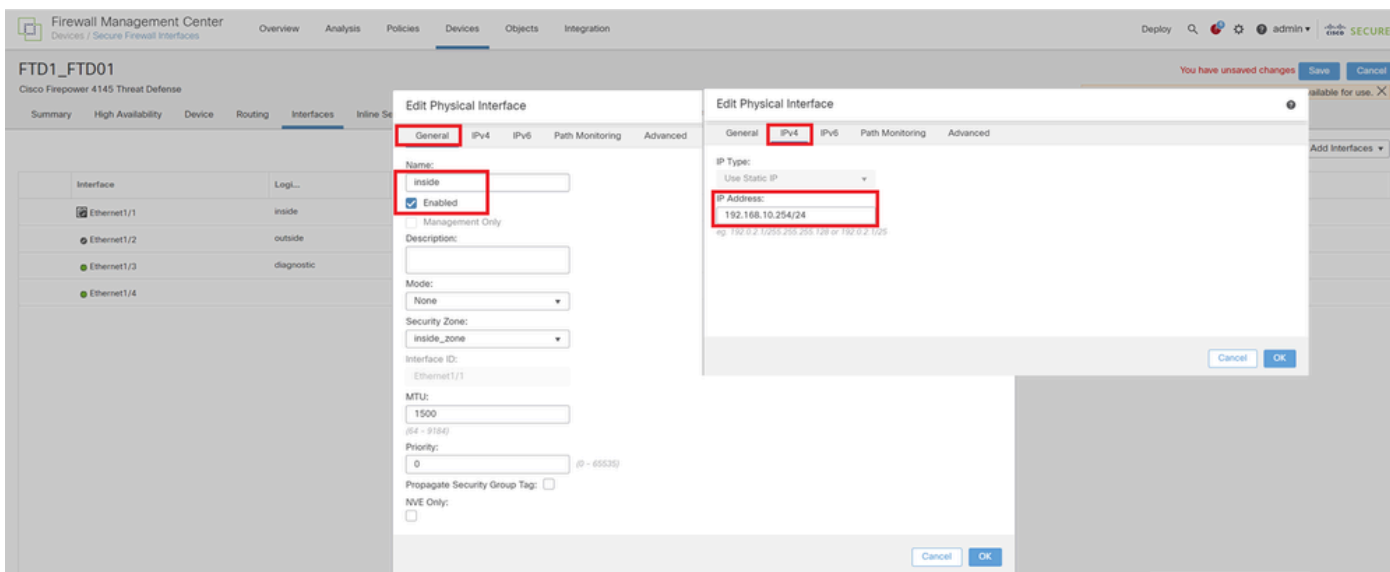 Firewall Management Center
Devices / Secure Firewall Interfaces
Overview Analysis Policies Devices Objects Integration
Deploy admin cisco SECURE
FTD1_FTD01
Cisco Firepower 4145 Threat Defense
You have unsaved changes Save Cancel
ailable for use. X
Summary High Availability Device Routing Interfaces Inline Se
Add Interfaces
Interface Logi...
Ethernet1/1 inside
Ethernet1/2 outside
Ethernet1/3 diagnostic
Ethernet1/4
Edit Physical Interface
General IPv4 IPv6 Path Monitoring Advanced
Name:
inside
Enabled
Management Only
Description:
Mode:
None
Security Zone:
inside_zone
Interface ID:
Ethernet1/1
MTU:
1500
(64 - 9184)
Priority:
0 (0 - 65535)
Propagate Security Group Tag:
NVE Only:
Cancel OK
Edit Physical Interface
General IPv4 IPv6 Path Monitoring Advanced
IP Type:
Use Static IP
IP Address:
192.168.10.254/24
eg. 192.0.2.1/255.255.255.128 or 192.0.2.1/25
Cancel OK